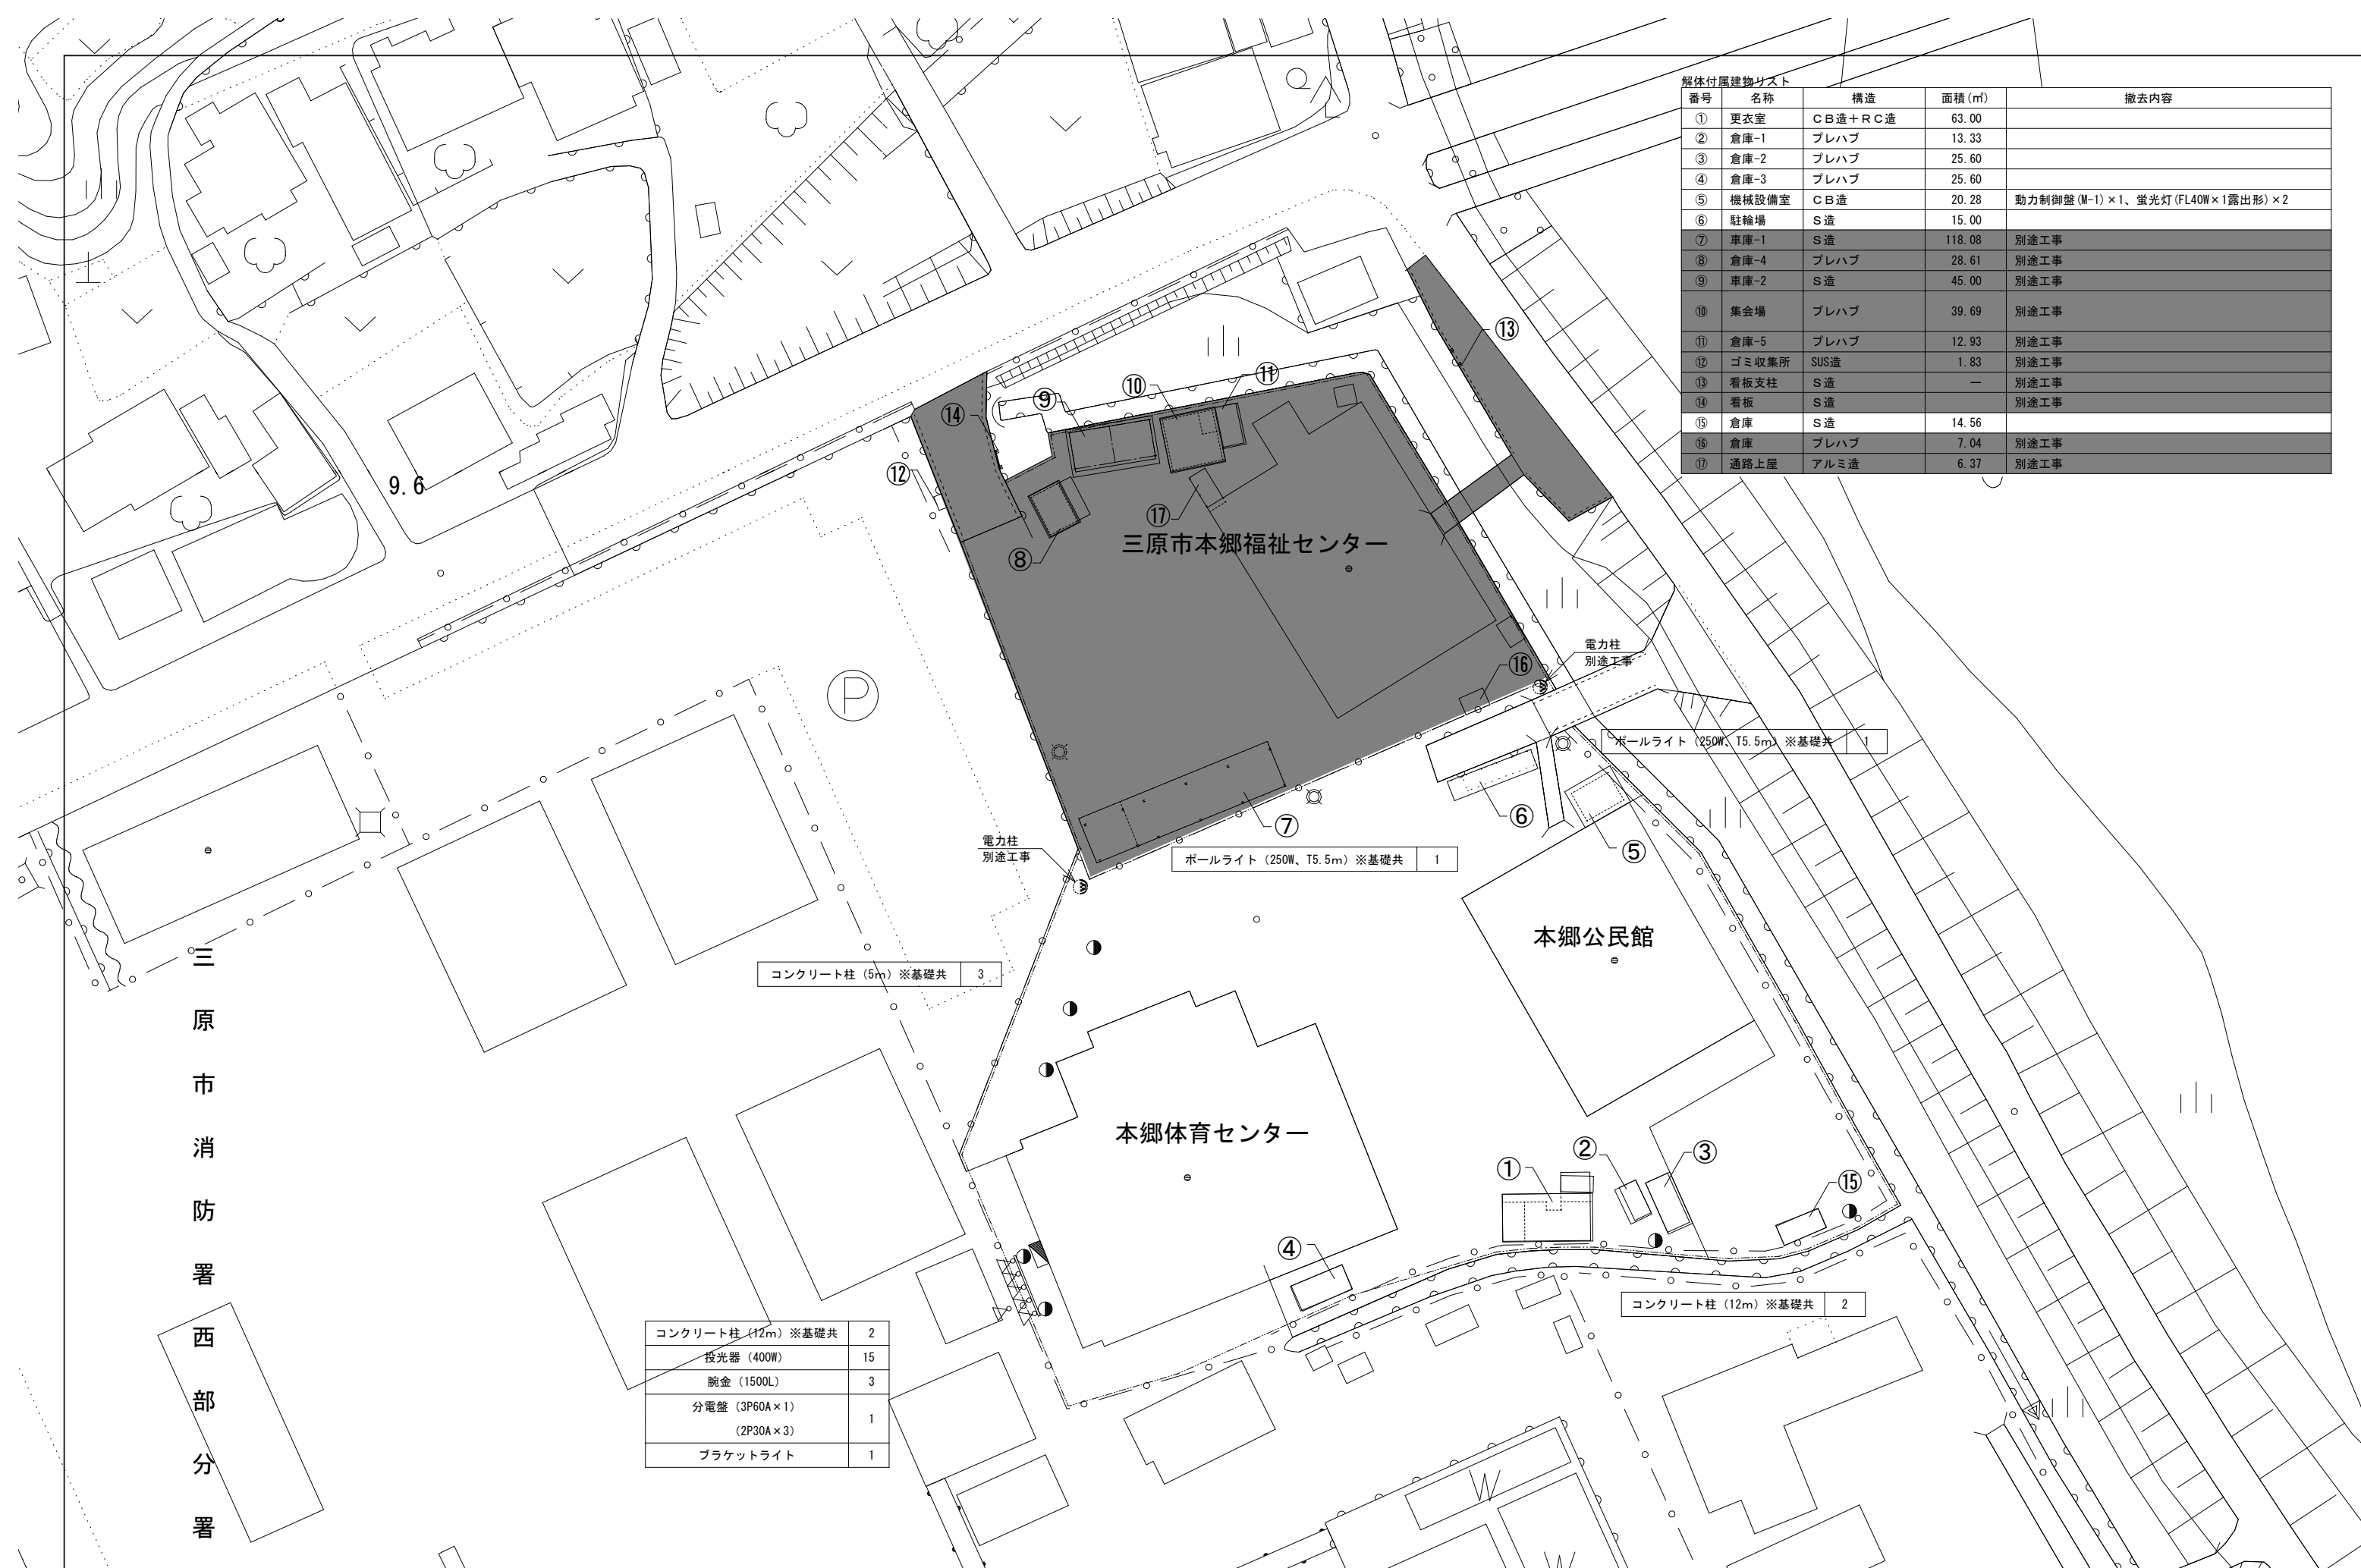 解体付属建物リスト
番号 名称 構造 面積(㎡) 撤去内容
① 更衣室 CB造+RC造 63.00
② 倉庫-1 プレハブ 13.33
③ 倉庫-2 プレハブ 25.60
④ 倉庫-3 プレハブ 25.60
⑤ 機械設備室 CB造 20.28 動力制御盤(M-1)×1、蛍光灯(FL40W×1露出形)×2
⑥ 駐輪場 S造 15.00
⑦ 車庫-1 S造 118.08 別途工事
⑧ 倉庫-4 プレハブ 28.61 別途工事
⑨ 車庫-2 S造 45.00 別途工事
⑩ 集会場 プレハブ 39.69 別途工事
⑪ 倉庫-5 プレハブ 12.93 別途工事
⑫ ゴミ収集所 SUS造 1.83 別途工事
⑬ 看板支柱 S造 ー 別途工事
⑭ 看板 S造 別途工事
⑮ 倉庫 S造 14.56
⑯ 倉庫 プレハブ 7.04 別途工事
⑰ 通路上屋 アルミ造 6.37 別途工事
⑬
⑪
⑩
⑨
⑭
⑫
9.6
⑰
⑧
三原市本郷福祉センター
電力柱
別途工事
⑯
P
ポールライト(250W、T5.5m)※基礎共 1
⑥
⑦
⑤
電力柱
別途工事
ポールライト(250W、T5.5m)※基礎共 1
本郷公民館
コンクリート柱(5m)※基礎共 3
三原市消防署西部分署
本郷体育センター
①
②
③
⑮
④
コンクリート柱(12m)※基礎共 2
コンクリート柱(12m)※基礎共 2
投光器(400W) 15
腕金(1500L) 3
分電盤(3P60A×1) 1
(2P30A×3)
ブラケットライト 1
W
W